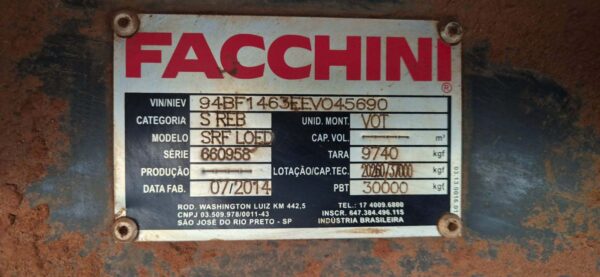 FACCHINI ®
VIN/NIEV 94BF1463EEV045690
CATEGORIA S REB UNID. MONT. VOT
MODELO SRF LOED CAP. VOL. m³
SÉRIE 660958 TARA 9740 kgf
PRODUÇÃO LOTAÇÃO/CAP.TEC. 20260/37000 kgf
DATA FAB. 07/2014 PBT 30000 kgf
ROD. WASHINGTON LUIZ KM 442,5 TEL.: 17 4009.6800
CNPJ 03.509.978/0011-43 INSCR. 647.384.496.115
SÃO JOSÉ DO RIO PRETO - SP INDÚSTRIA BRASILEIRA